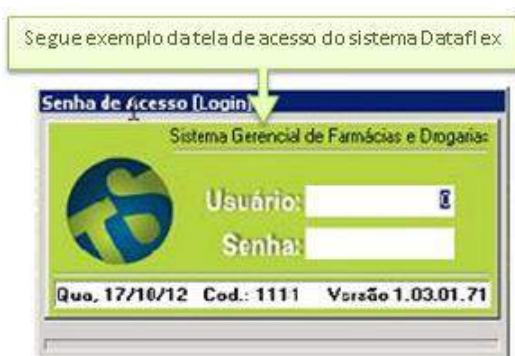 Segue exemplo da tela de acesso do sistema Dataflex
Senha de Acesso [Login]
Sistema Gerencial de Farmácias e Drogarias
Usuário: 0
Senha:
Qua, 17/10/12 Cod.: 1111 Versão 1.03.01.71